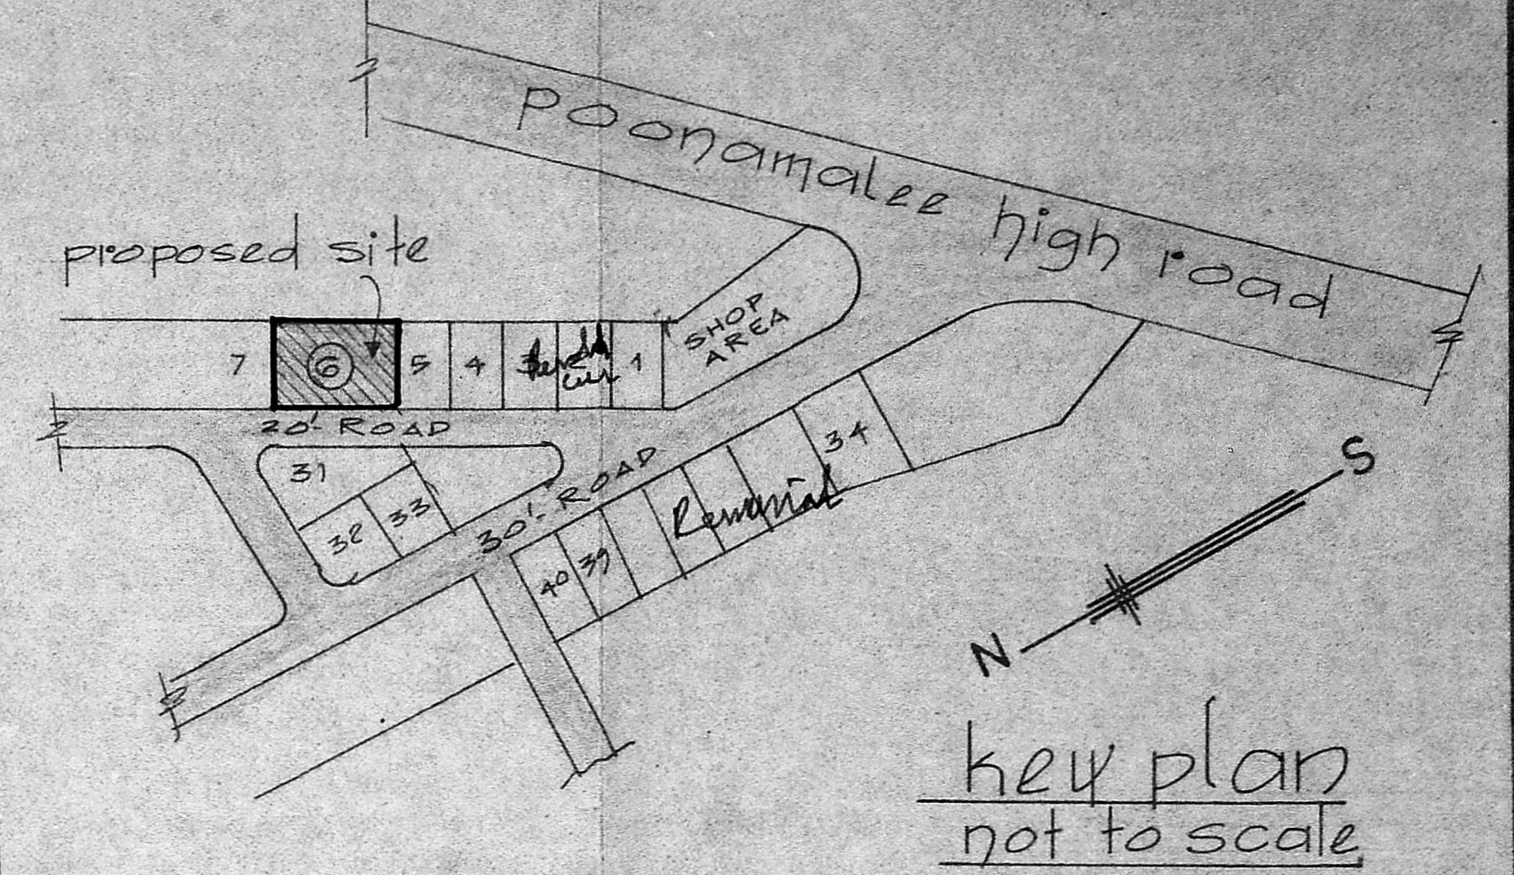 Poonamalee high road
proposed site
SHOP
AREA
7
6
5
4
1
20'- ROAD
31
32
33
30'- ROAD
34
39
40
S
N
key plan
not to scale